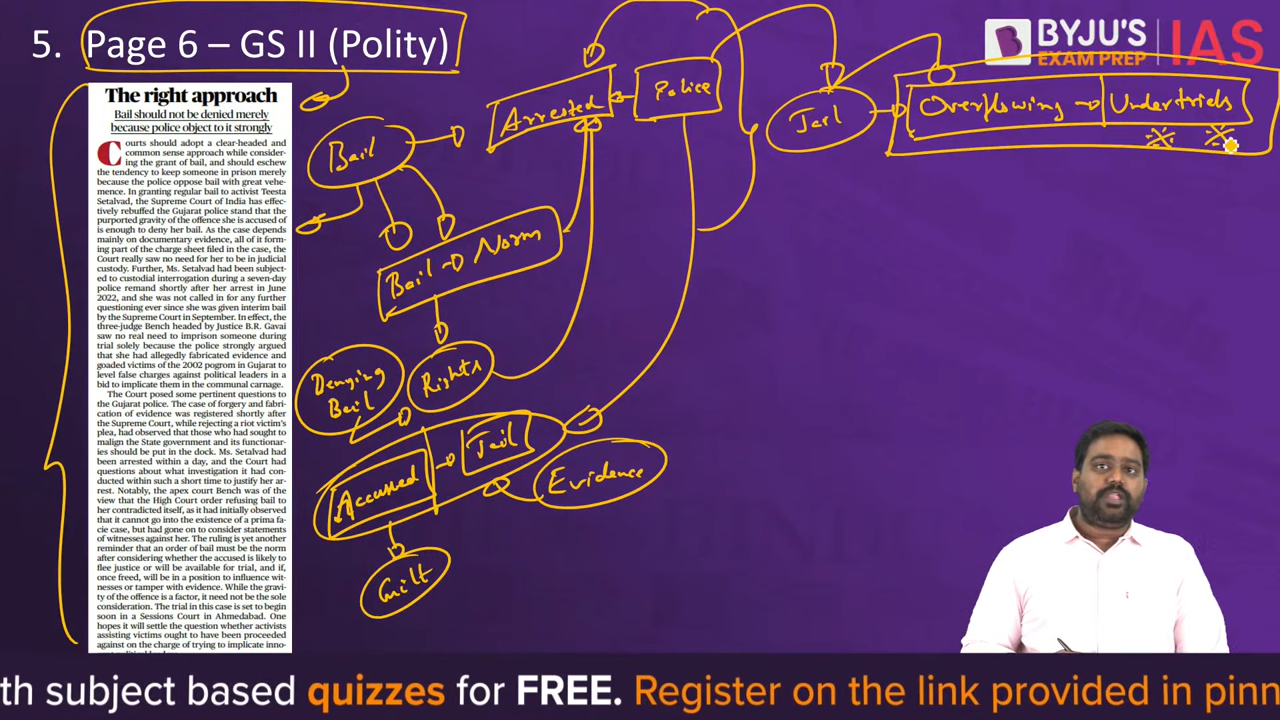 5. Page 6 – GS II (Polity)
BYJU'S
EXAM PREP
IAS
The right approach
Bail should not be denied merely
because police object to it strongly
Courts should adopt a clear-headed and
common sense approach while consider-
ing the grant of bail, and should eschew
the tendency to keep someone in prison merely
because the police oppose bail with great vehe-
mence. In granting regular bail to activist Teesta
Setalvad, the Supreme Court of India has effec-
tively rebuffed the Gujarat police stand that the
purported gravity of the offence she is accused of
is enough to deny her bail. As the case depends
mainly on documentary evidence, all of it form-
ing part of the charge sheet filed in the case, the
Court really saw no need for her to be in judicial
custody. Further, Ms. Setalvad had been subject-
ed to custodial interrogation during a seven-day
police remand shortly after her arrest in June
2022, and she was not called in for any further
questioning ever since she was given interim bail
by the Supreme Court in September. In effect, the
three-judge Bench headed by Justice B.R. Gavai
saw no real need to imprison someone during
trial solely because the police strongly argued
that she had allegedly fabricated evidence and
goaded victims of the 2002 pogrom in Gujarat to
level false charges against political leaders in a
bid to implicate them in the communal carnage.
The Court posed some pertinent questions to
the Gujarat police. The case of forgery and fabri-
cation of evidence was registered shortly after
the Supreme Court, while rejecting a riot victim's
plea, had observed that those who had sought to
malign the State government and its functionar-
ies should be put in the dock. Ms. Setalvad had
been arrested within a day, and the Court had
questions about what investigation it had con-
ducted within such a short time to justify her ar-
rest. Notably, the apex court Bench was of the
view that the High Court order refusing bail to
her contradicted itself, as it had initially observed
that it cannot go into the existence of a prima fa-
cie case, but had gone on to consider statements
of witnesses against her. The ruling is yet another
reminder that an order of bail must be the norm
after considering whether the accused is likely to
flee justice or will be available for trial, and if,
once freed, will be in a position to influence wit-
nesses or tamper with evidence. While the gravi-
ty of the offence is a factor, it need not be the sole
consideration. The trial in this case is set to begin
soon in a Sessions Court in Ahmedabad. One
hopes it will settle the question whether activists
assisting victims ought to have been proceeded
against on the charge of trying to implicate inno-
Bail
Arrested
Police
Jail
Overflowing → Undertrials
Bail → Norm
Rights
Denying
Bail
Accused → Jail
Evidence
Guilt
th subject based quizzes for FREE. Register on the link provided in pinn